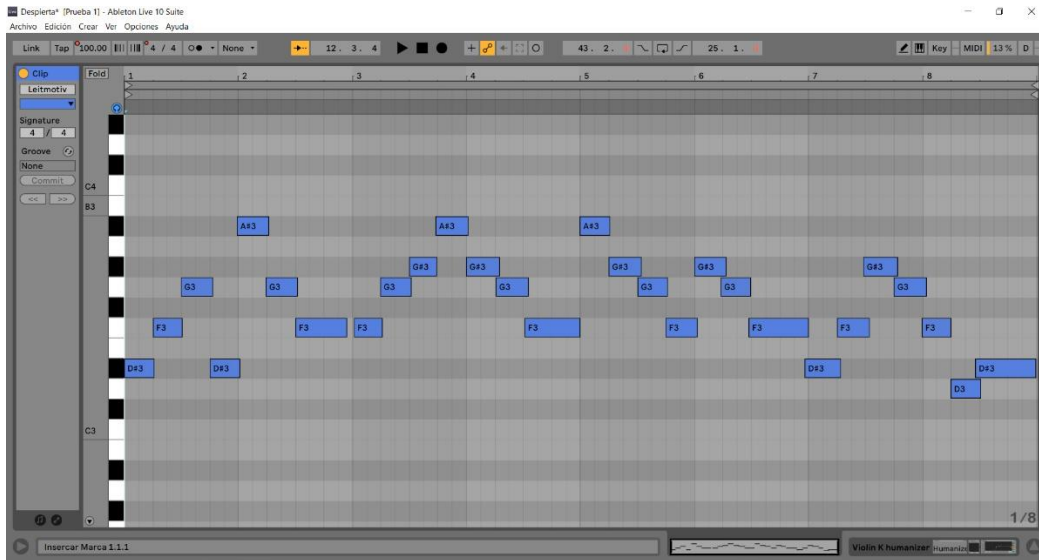 Despierta* [Prueba 1] - Ableton Live 10 Suite
Archivo Edición Crear Ver Opciones Ayuda
Link Tap 100.00 4 / 4 None 12. 3. 4 43. 2. 25. 1. Key MIDI 13 % D
Clip Fold 1 2 3 4 5 6 7 8
Leitmotiv
Signature
4 / 4
Groove
None
Commit
<< >>
C4
B3
A#3 A#3 A#3
G#3 G#3 G#3 G#3 G#3
G3 G3 G3 G3 G3 G3 G3
F3 F3 F3 F3 F3 F3 F3 F3
D#3 D#3 D#3 D#3
D3
C3
1/8
Insercar Marca 1.1.1 Violin K humanizer Humanize